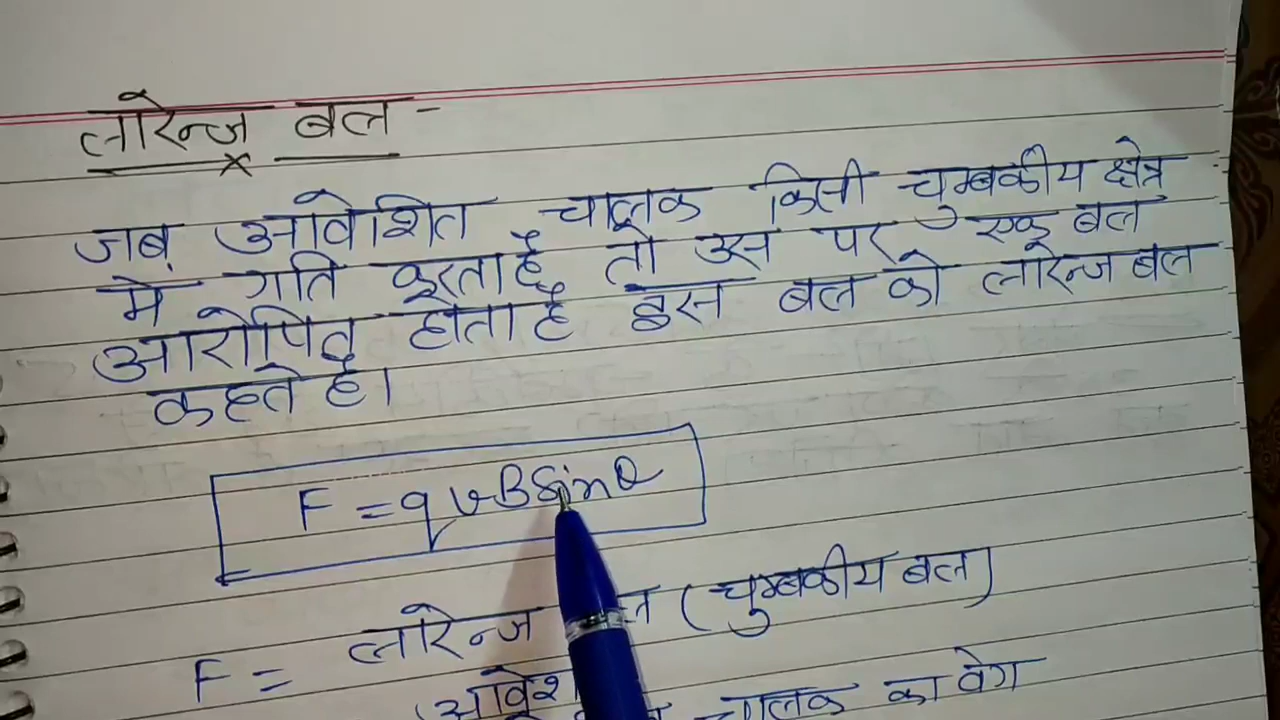 लारेन्ज बल -
जब आवेशित चालक किसी चुम्बकीय क्षेत्र
मे गति करता है तो उस पर एक बल
आरोपित होता है इस बल को लारेन्ज बल
कहते है।
F = qvBSinθ
F = लारेन्ज (चुम्बकीय बल)
चालक का वेग